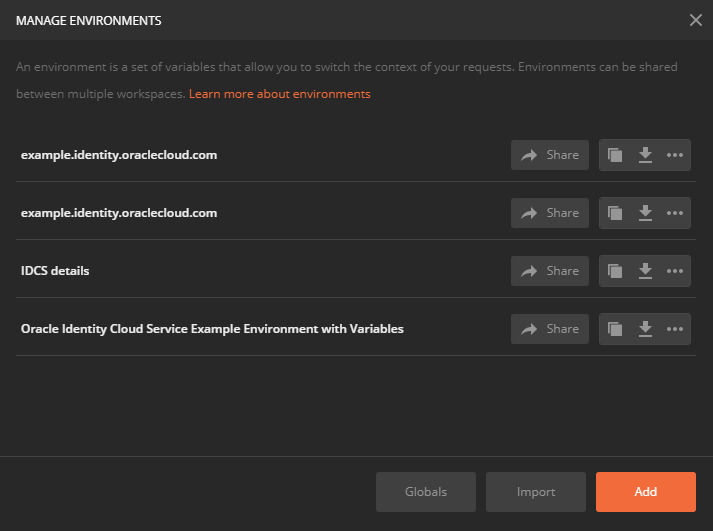 MANAGE ENVIRONMENTS
An environment is a set of variables that allow you to switch the context of your requests. Environments can be shared
between multiple workspaces. Learn more about environments
example.identity.oraclecloud.com Share
example.identity.oraclecloud.com Share
IDCS details Share
Oracle Identity Cloud Service Example Environment with Variables Share
Globals Import Add